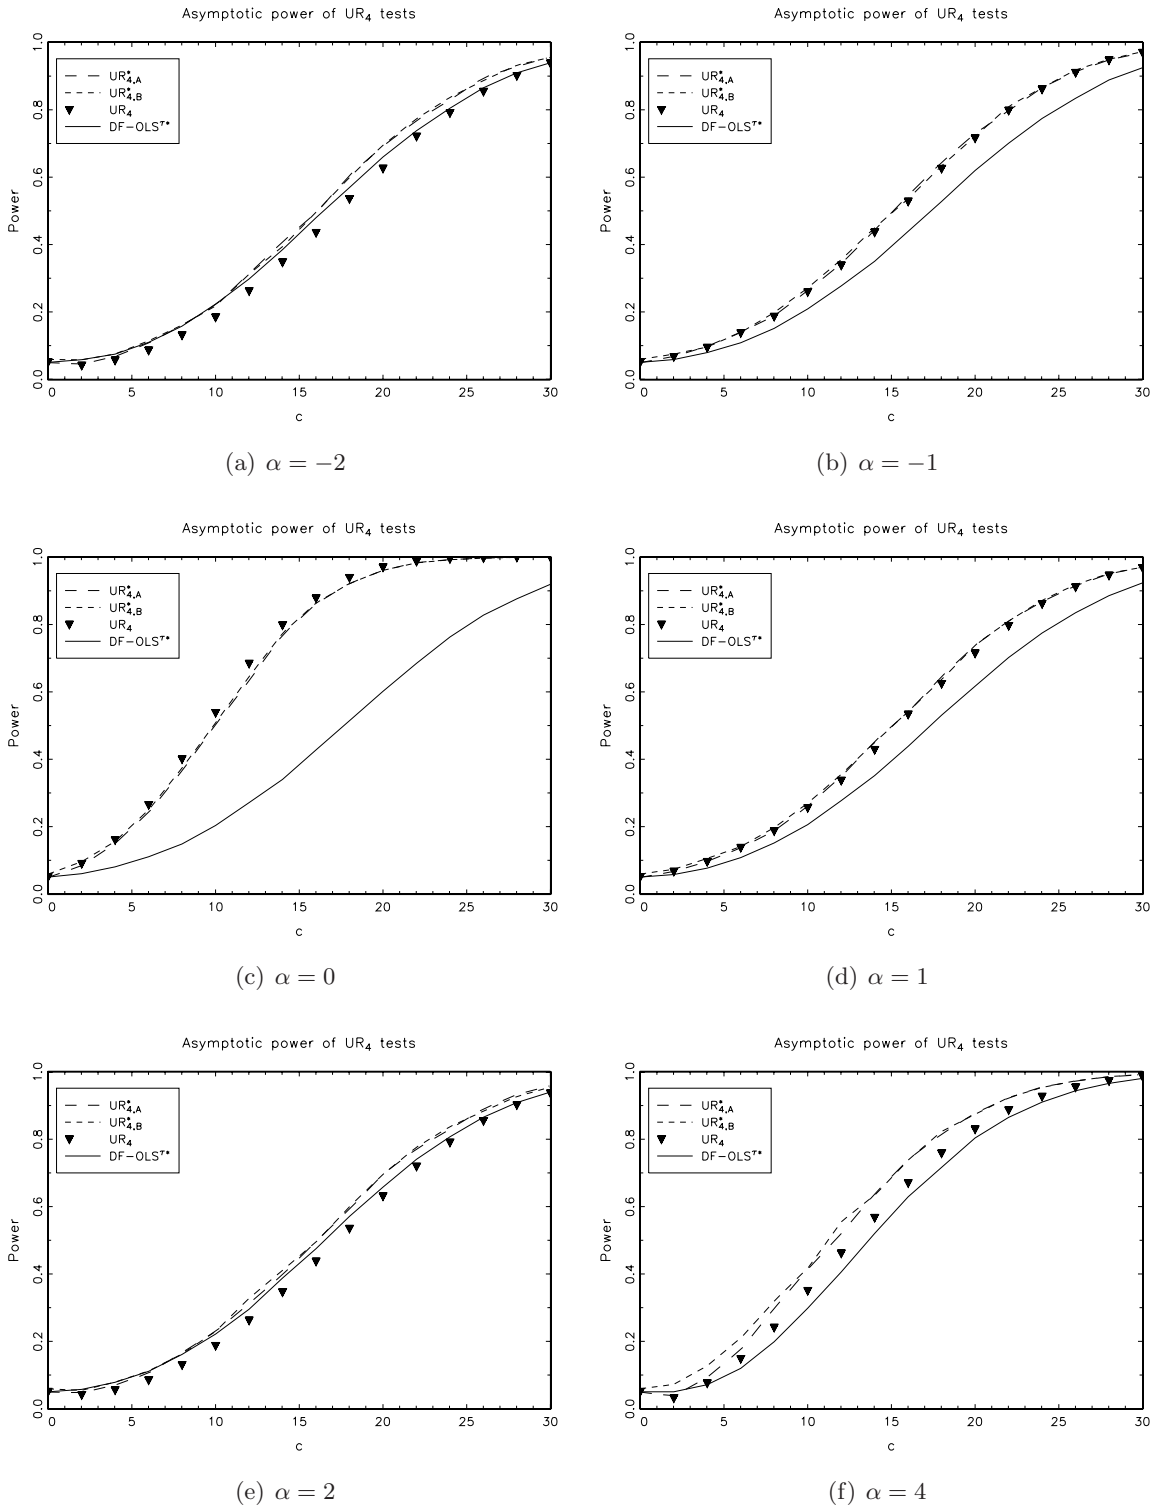 Asymptotic power of UR₄ tests
Power
1.0
0.8
0.6
0.4
0.2
0.0
UR*₄,A
UR*₄,B
UR₄
DF-OLSτ*
0 5 10 15 20 25 30
c
(a) α = −2
Asymptotic power of UR₄ tests
Power
1.0
0.8
0.6
0.4
0.2
0.0
UR*₄,A
UR*₄,B
UR₄
DF-OLSτ*
0 5 10 15 20 25 30
c
(b) α = −1
Asymptotic power of UR₄ tests
Power
1.0
0.8
0.6
0.4
0.2
0.0
UR*₄,A
UR*₄,B
UR₄
DF-OLSτ*
0 5 10 15 20 25 30
c
(c) α = 0
Asymptotic power of UR₄ tests
Power
1.0
0.8
0.6
0.4
0.2
0.0
UR*₄,A
UR*₄,B
UR₄
DF-OLSτ*
0 5 10 15 20 25 30
c
(d) α = 1
Asymptotic power of UR₄ tests
Power
1.0
0.8
0.6
0.4
0.2
0.0
UR*₄,A
UR*₄,B
UR₄
DF-OLSτ*
0 5 10 15 20 25 30
c
(e) α = 2
Asymptotic power of UR₄ tests
Power
1.0
0.8
0.6
0.4
0.2
0.0
UR*₄,A
UR*₄,B
UR₄
DF-OLSτ*
0 5 10 15 20 25 30
c
(f) α = 4